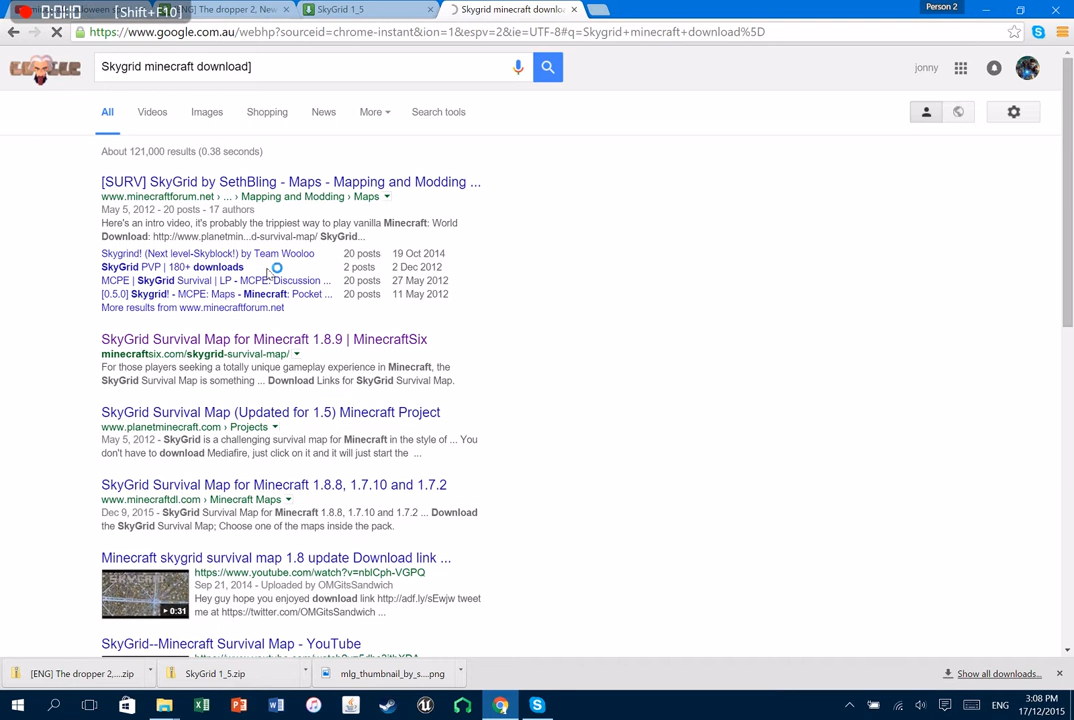 [Shift+F10]
[ENG] The dropper 2, New
SkyGrid 1_5
Skygrid minecraft downlo
Person 2
https://www.google.com.au/webhp?sourceid=chrome-instant&ion=1&espv=2&ie=UTF-8#q=Skygrid+minecraft+download%5D
Skygrid minecraft download]
jonny
All Videos Images Shopping News More Search tools
About 121,000 results (0.38 seconds)
[SURV] SkyGrid by SethBling - Maps - Mapping and Modding ...
www.minecraftforum.net › ... › Mapping and Modding › Maps
May 5, 2012 - 20 posts - 17 authors
Here's an intro video, it's probably the trippiest way to play vanilla Minecraft: World
Download: http://www.planetmin...d-survival-map/ SkyGrid...
Skygrind! (Next level-Skyblock!) by Team Wooloo 20 posts 19 Oct 2014
SkyGrid PVP | 180+ downloads 2 posts 2 Dec 2012
MCPE | SkyGrid Survival | LP - MCPE: Discussion ... 20 posts 27 May 2012
[0.5.0] Skygrid! - MCPE: Maps - Minecraft: Pocket ... 20 posts 11 May 2012
More results from www.minecraftforum.net
SkyGrid Survival Map for Minecraft 1.8.9 | MinecraftSix
minecraftsix.com/skygrid-survival-map/
For those players seeking a totally unique gameplay experience in Minecraft, the
SkyGrid Survival Map is something ... Download Links for SkyGrid Survival Map.
SkyGrid Survival Map (Updated for 1.5) Minecraft Project
www.planetminecraft.com › Projects
May 5, 2012 - SkyGrid is a challenging survival map for Minecraft in the style of ... You
don't have to download Mediafire, just click on it and it will just start the ...
SkyGrid Survival Map for Minecraft 1.8.8, 1.7.10 and 1.7.2
www.minecraftdl.com › Minecraft Maps
Dec 9, 2015 - SkyGrid Survival Map for Minecraft 1.8.8, 1.7.10 and 1.7.2 ... Download
the SkyGrid Survival Map; Choose one of the maps inside the pack.
Minecraft skygrid survival map 1.8 update Download link ...
https://www.youtube.com/watch?v=nblCph-VGPQ
Sep 21, 2014 - Uploaded by OMGitsSandwich
Hey guy hope you enjoyed download link http://adf.ly/sEwjw tweet
me at https://twitter.com/OMGitsSandwich ...
0:31
SkyGrid--Minecraft Survival Map - YouTube
[ENG] The dropper 2,....zip
SkyGrid 1_5.zip
mlg_thumbnail_by_s....png
Show all downloads...
ENG
3:08 PM
17/12/2015